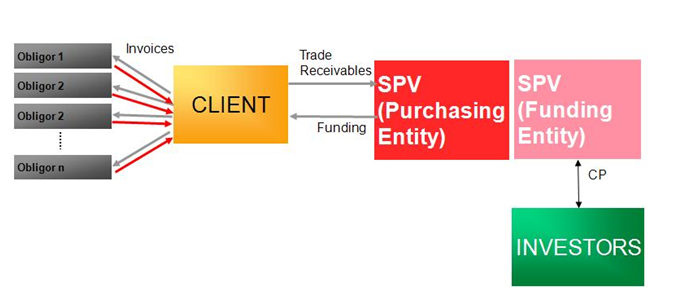 Obligor 1
Obligor 2
Obligor 2
Obligor n
Invoices
CLIENT
Trade
Receivables
Funding
SPV
(Purchasing
Entity)
SPV
(Funding
Entity)
CP
INVESTORS